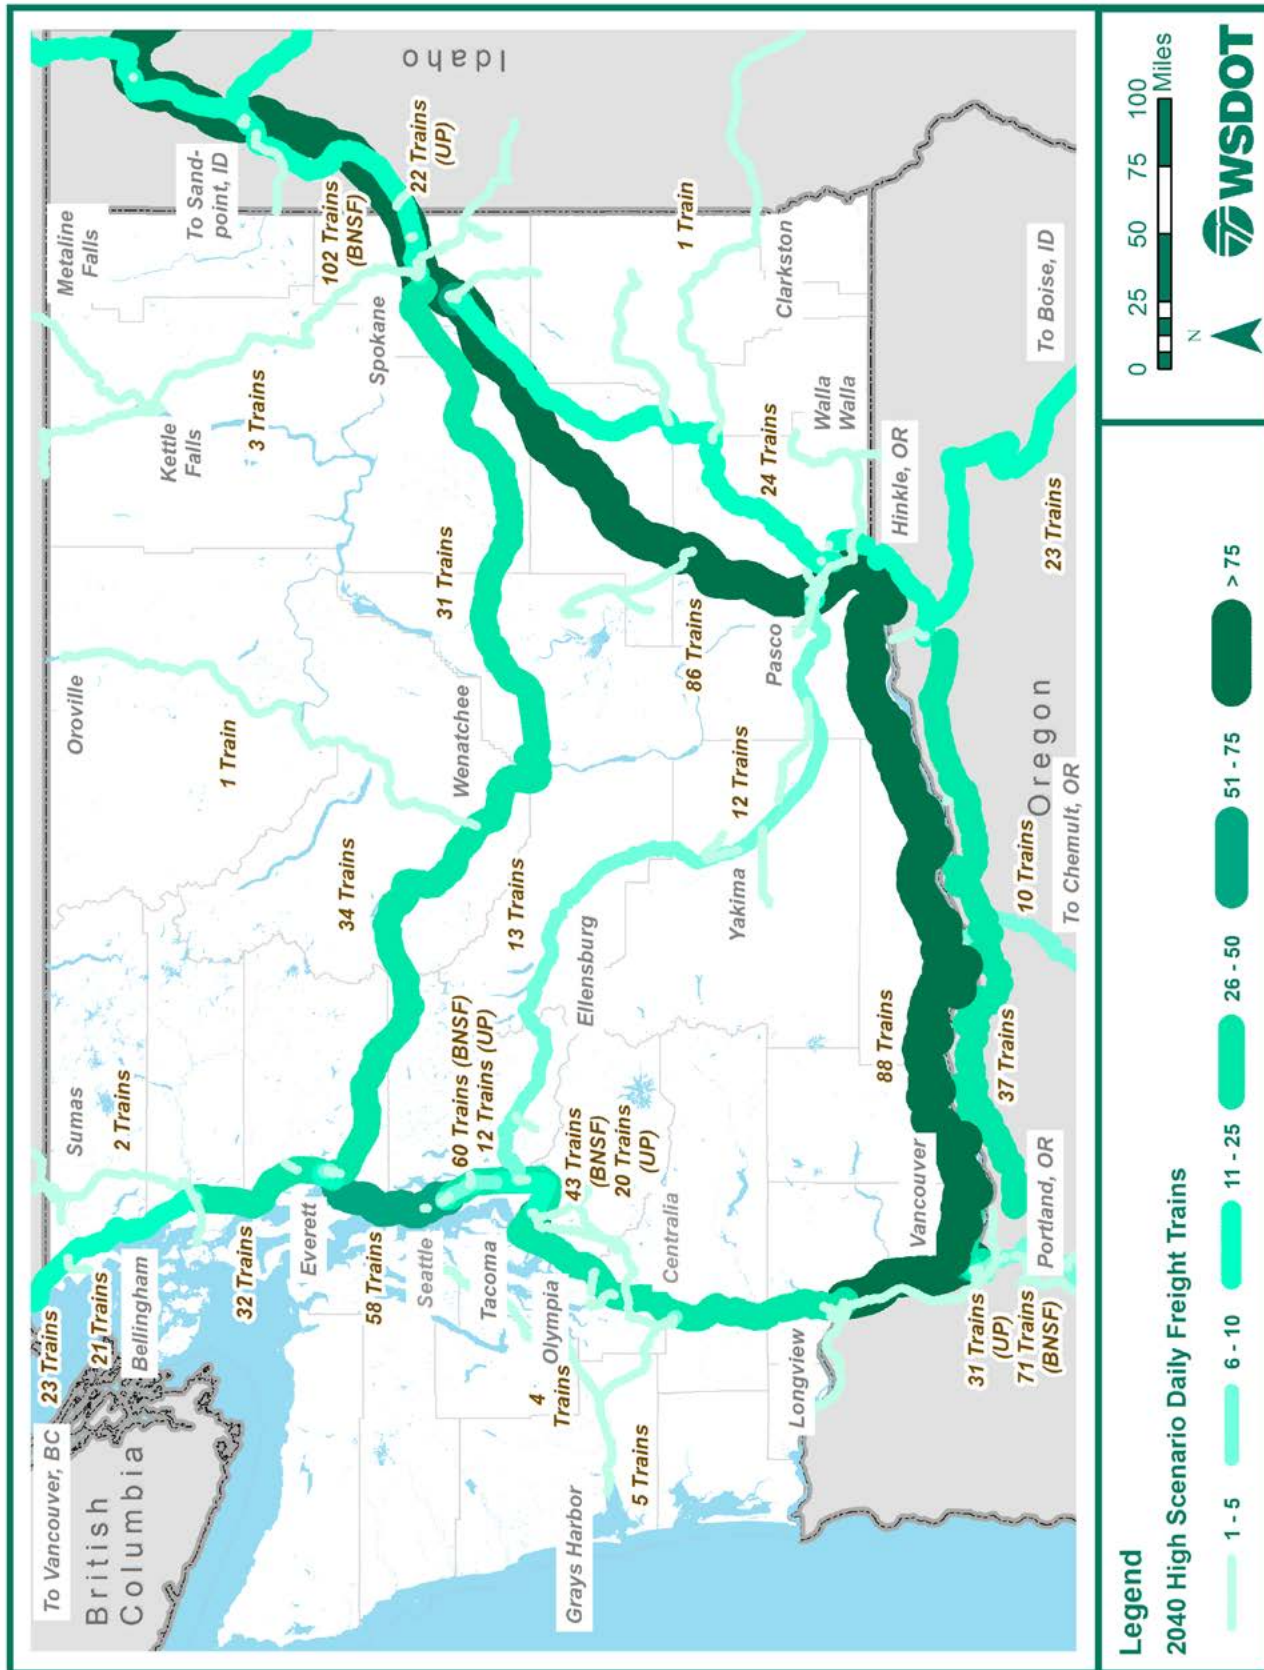 To Vancouver, BC
British
Columbia
23 Trains
21 Trains
Bellingham
Sumas
2 Trains
32 Trains
Everett
58 Trains
Seattle
Tacoma
Olympia
4
Trains
Grays Harbor
5 Trains
Centralia
Longview
60 Trains (BNSF)
12 Trains (UP)
43 Trains
(BNSF)
20 Trains
(UP)
Vancouver
31 Trains
(UP)
71 Trains
(BNSF)
Portland, OR
37 Trains
88 Trains
Oroville
1 Train
34 Trains
Wenatchee
13 Trains
Ellensburg
Yakima
12 Trains
10 Trains
To Chemult, OR
Oregon
Metaline
Falls
Kettle
Falls
3 Trains
31 Trains
Spokane
To Sand-
point, ID
102 Trains
(BNSF)
22 Trains
(UP)
Idaho
86 Trains
Pasco
24 Trains
1 Train
Clarkston
Walla
Walla
Hinkle, OR
23 Trains
To Boise, ID
Legend
2040 High Scenario Daily Freight Trains
1 - 5
6 - 10
11 - 25
26 - 50
51 - 75
> 75
0 25 50 75 100
Miles
N
WSDOT